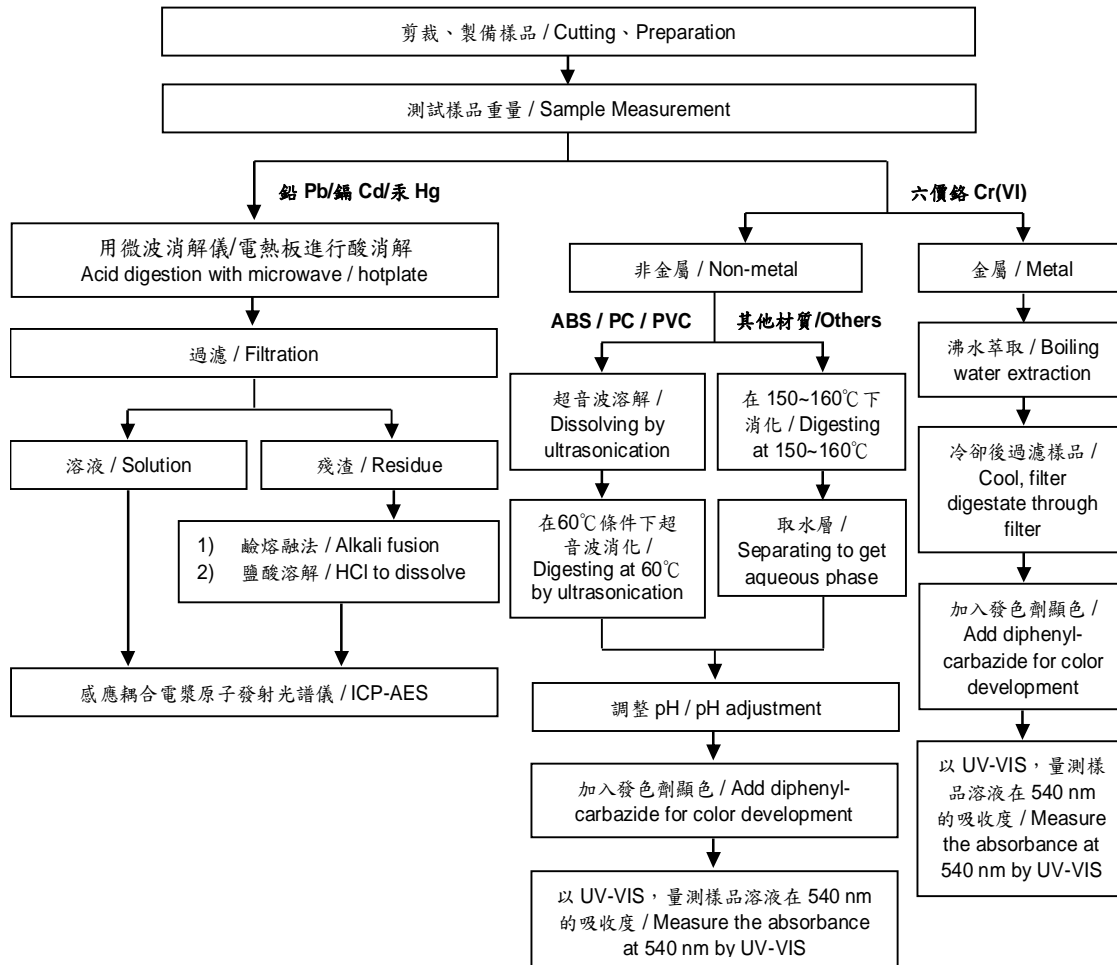 剪裁、製備樣品 / Cutting、Preparation
測試樣品重量 / Sample Measurement
鉛 Pb/鎘 Cd/汞 Hg
六價鉻 Cr(VI)
用微波消解儀/電熱板進行酸消解
Acid digestion with microwave / hotplate
非金屬 / Non-metal
金屬 / Metal
過濾 / Filtration
溶液 / Solution
殘渣 / Residue
1) 鹼熔融法 / Alkali fusion
2) 鹽酸溶解 / HCl to dissolve
感應耦合電漿原子發射光譜儀 / ICP-AES
ABS / PC / PVC
其他材質/Others
超音波溶解 /
Dissolving by
ultrasonication
在 150~160℃下
消化 / Digesting
at 150~160℃
在60℃條件下超
音波消化 /
Digesting at 60℃
by ultrasonication
取水層 /
Separating to get
aqueous phase
調整 pH / pH adjustment
加入發色劑顯色 / Add diphenyl-
carbazide for color development
以 UV-VIS，量測樣品溶液在 540 nm
的吸收度 / Measure the absorbance
at 540 nm by UV-VIS
沸水萃取 / Boiling
water extraction
冷卻後過濾樣品 /
Cool, filter
digestate through
filter
加入發色劑顯色 /
Add diphenyl-
carbazide for color
development
以 UV-VIS，量測樣
品溶液在 540 nm
的吸收度 / Measure
the absorbance at
540 nm by UV-VIS